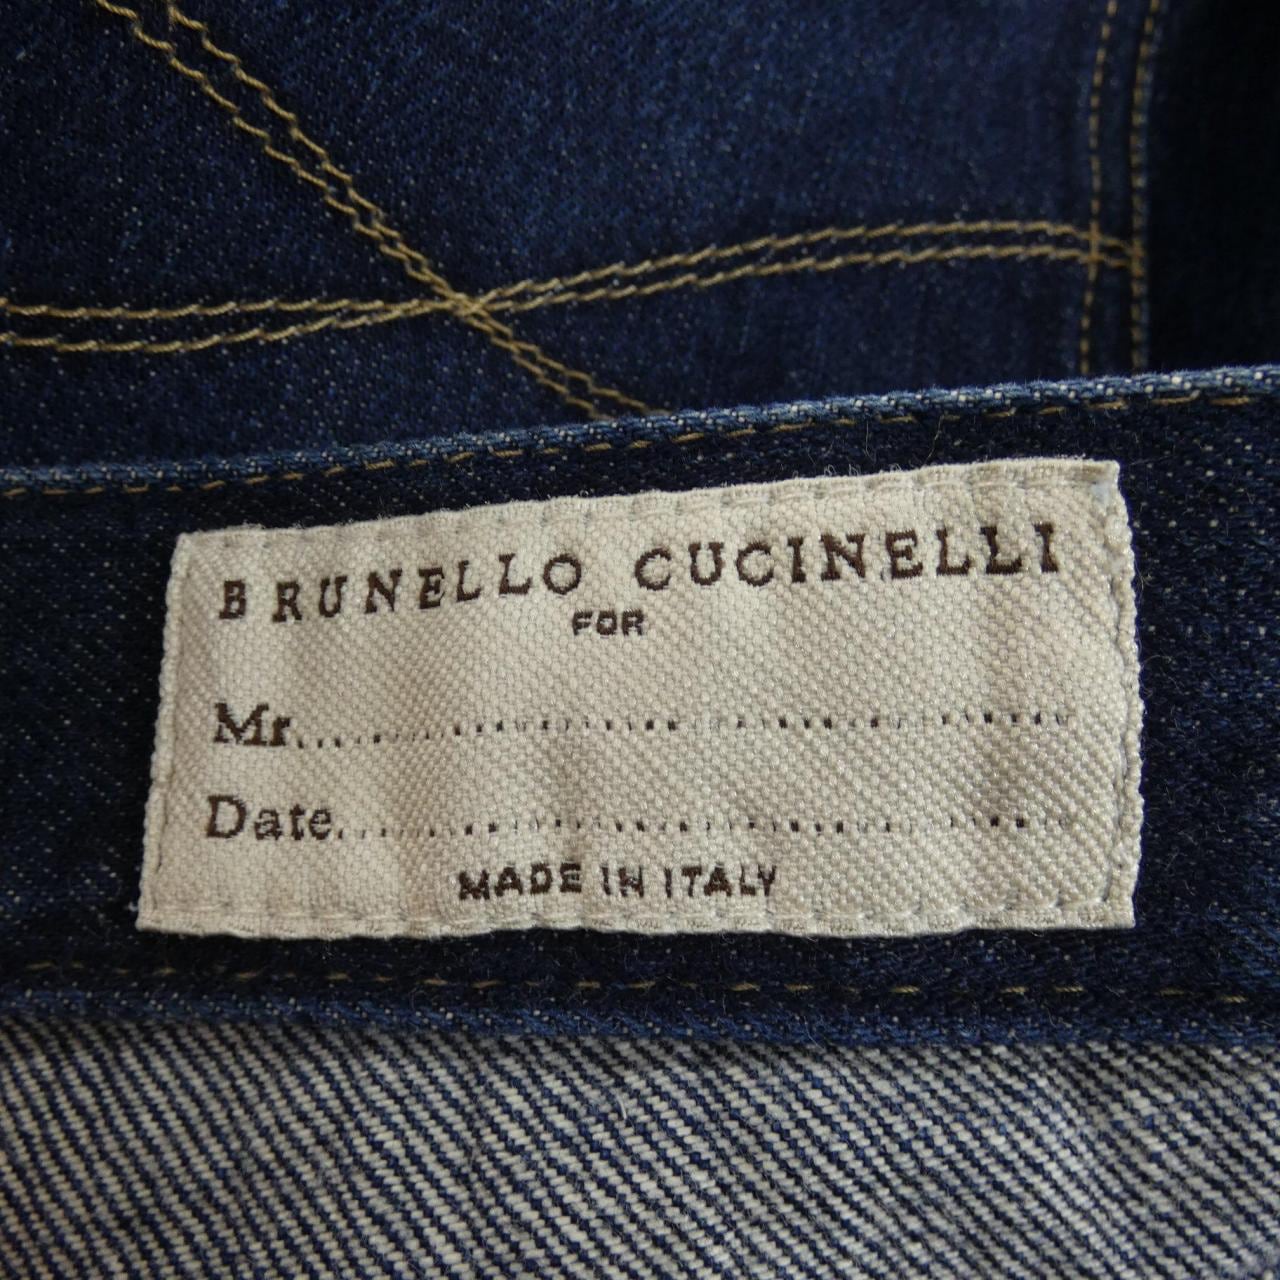 BRUNELLO CUCINELLI
FOR
Mr..........................................
Date........................................
MADE IN ITALY